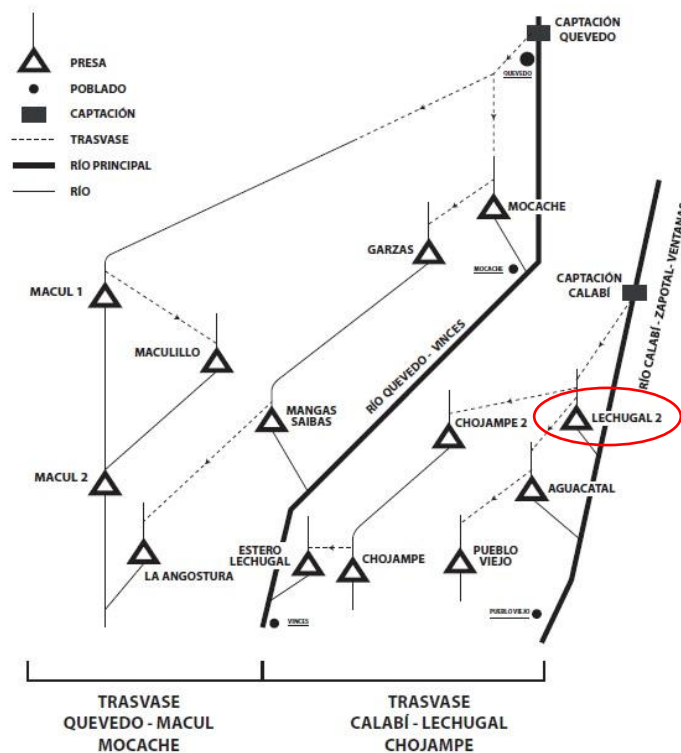 CAPTACIÓN
QUEVEDO
PRESA
POBLADO
CAPTACIÓN
TRASVASE
RÍO PRINCIPAL
RÍO
QUEVEDO
MOCACHE
GARZAS
MOCACHE
CAPTACIÓN
CALABÍ
RÍO CALABÍ - ZAPOTAL- VENTANAS
MACUL 1
MACULILLO
RÍO QUEVEDO - VINCES
MANGAS
SAIBAS
CHOJAMPE 2
LECHUGAL 2
MACUL 2
AGUACATAL
LA ANGOSTURA
ESTERO
LECHUGAL
CHOJAMPE
PUEBLO
VIEJO
VINCES
PUEBLO VIEJO
TRASVASE
QUEVEDO - MACUL
MOCACHE
TRASVASE
CALABÍ - LECHUGAL
CHOJAMPE